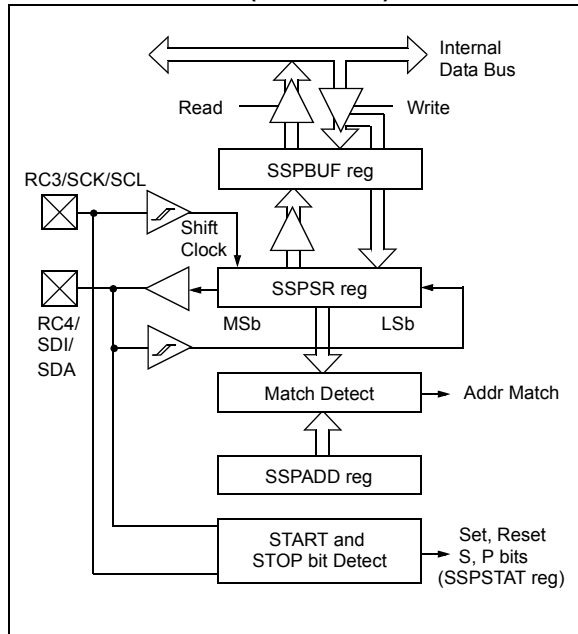 Internal
Data Bus
Read
Write
SSPBUF reg
RC3/SCK/SCL
Shift
Clock
SSPSR reg
MSb
LSb
RC4/
SDI/
SDA
Match Detect
Addr Match
SSPADD reg
START and
STOP bit Detect
Set, Reset
S, P bits
(SSPSTAT reg)